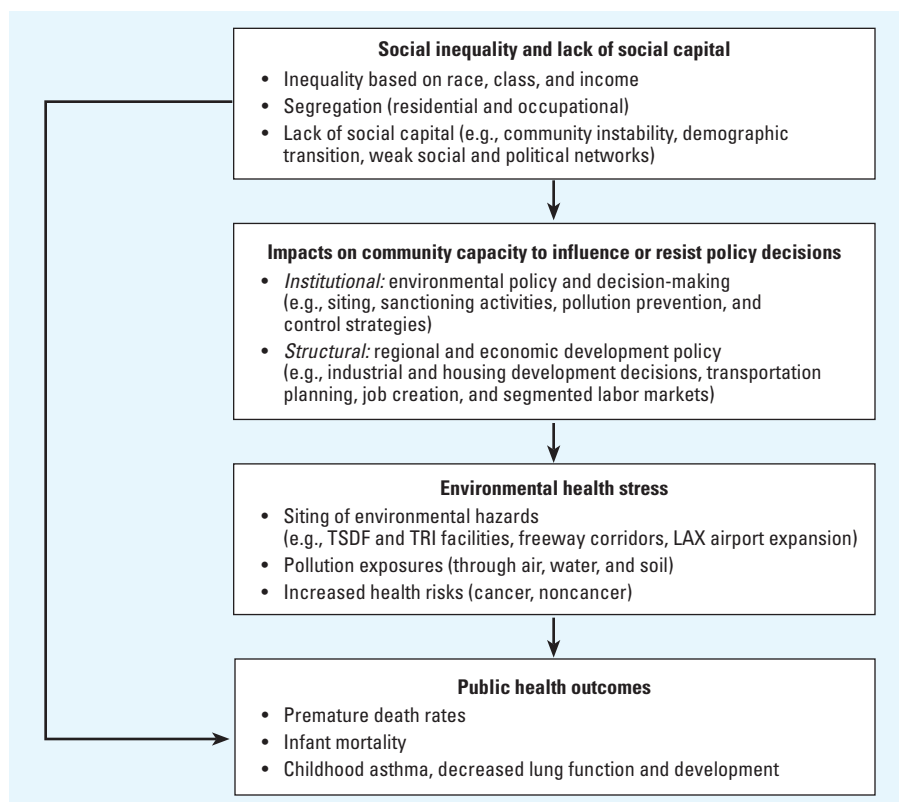 Social inequality and lack of social capital
• Inequality based on race, class, and income
• Segregation (residential and occupational)
• Lack of social capital (e.g., community instability, demographic
transition, weak social and political networks)
Impacts on community capacity to influence or resist policy decisions
• Institutional: environmental policy and decision-making
(e.g., siting, sanctioning activities, pollution prevention, and
control strategies)
• Structural: regional and economic development policy
(e.g., industrial and housing development decisions, transportation
planning, job creation, and segmented labor markets)
Environmental health stress
• Siting of environmental hazards
(e.g., TSDF and TRI facilities, freeway corridors, LAX airport expansion)
• Pollution exposures (through air, water, and soil)
• Increased health risks (cancer, noncancer)
Public health outcomes
• Premature death rates
• Infant mortality
• Childhood asthma, decreased lung function and development